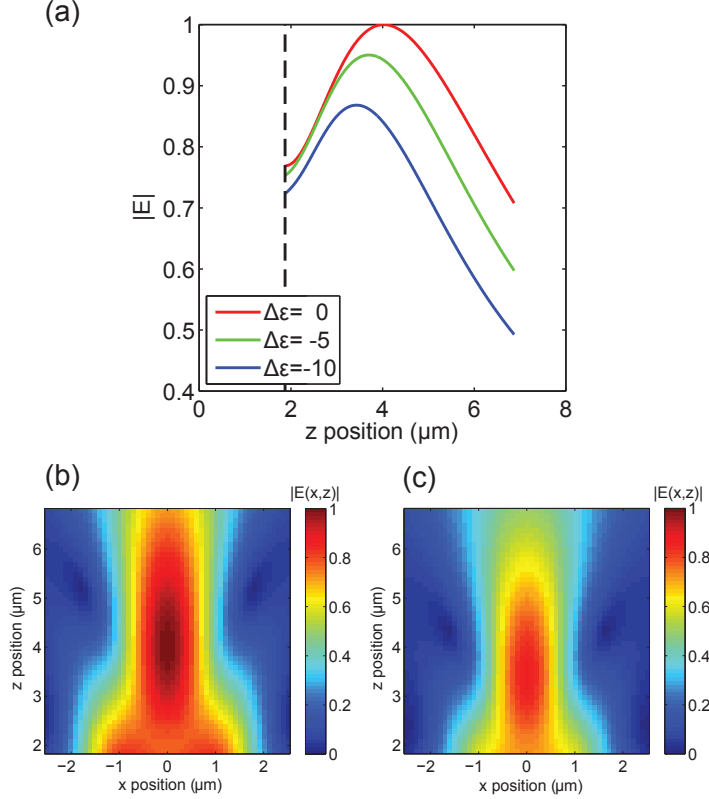 (a)
1
0.9
0.8
0.7
0.6
0.5
0.4
|E|
Δε= 0
Δε= -5
Δε=-10
0 2 4 6 8
z position (µm)
(b)
|E(x,z)|
6
5
4
3
2
z position (µm)
−2 −1 0 1 2
x position (µm)
1
0.8
0.6
0.4
0.2
0
(c)
|E(x,z)|
6
5
4
3
2
z position (µm)
−2 −1 0 1 2
x position (µm)
1
0.8
0.6
0.4
0.2
0